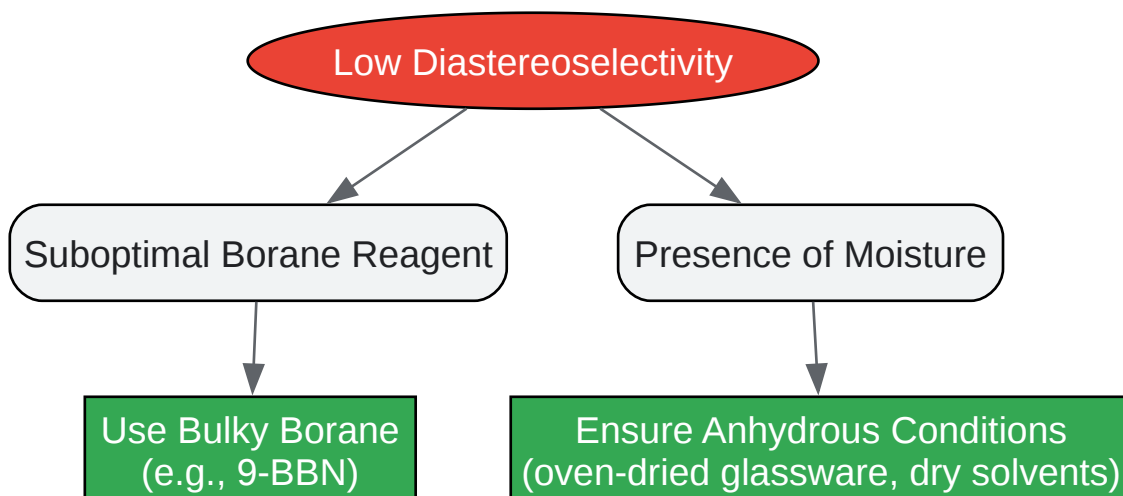 Low Diastereoselectivity
Suboptimal Borane Reagent
Presence of Moisture
Use Bulky Borane
(e.g., 9-BBN)
Ensure Anhydrous Conditions
(oven-dried glassware, dry solvents)